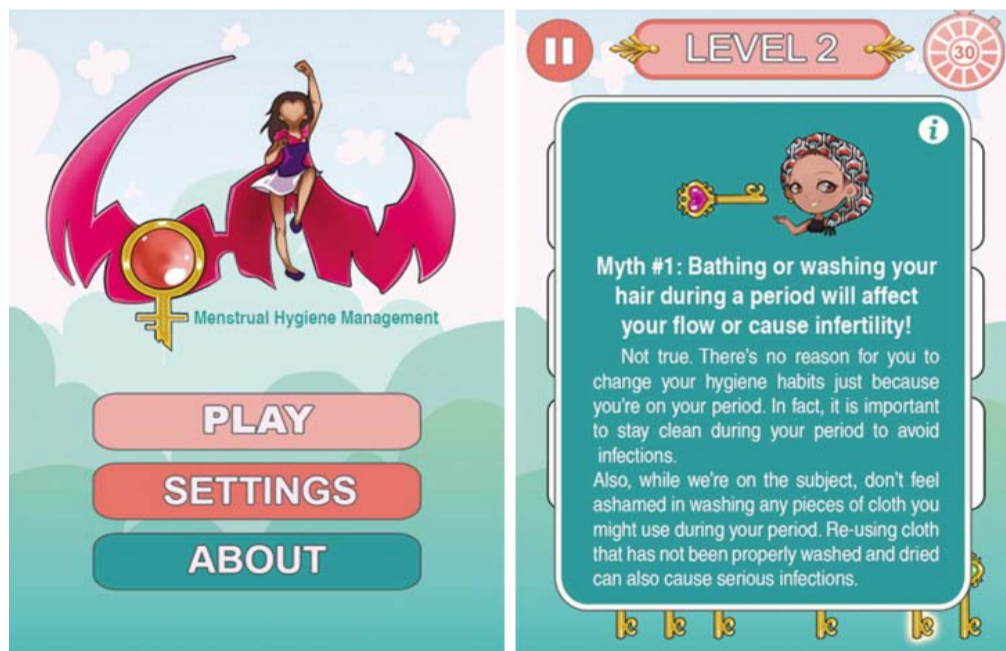 MOHIM
Menstrual Hygiene Management
PLAY
SETTINGS
ABOUT
LEVEL 2
30
i
Myth #1: Bathing or washing your
hair during a period will affect
your flow or cause infertility!
Not true. There's no reason for you to
change your hygiene habits just because
you're on your period. In fact, it is important
to stay clean during your period to avoid
infections.
Also, while we're on the subject, don't feel
ashamed in washing any pieces of cloth you
might use during your period. Re-using cloth
that has not been properly washed and dried
can also cause serious infections.